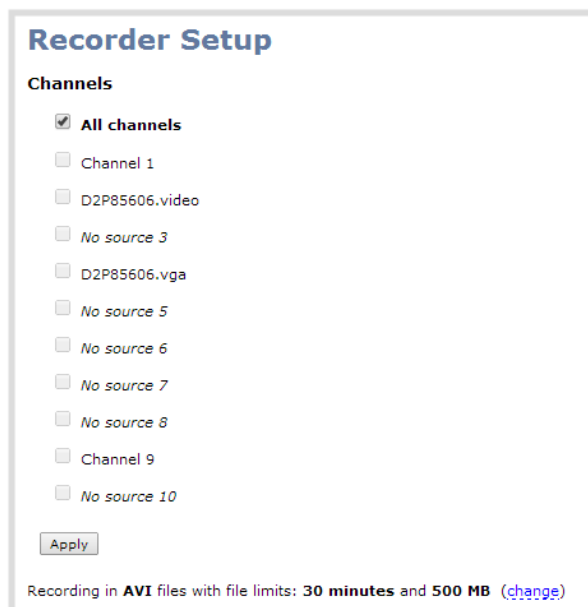 Recorder Setup
Channels
All channels
Channel 1
D2P85606.video
No source 3
D2P85606.vga
No source 5
No source 6
No source 7
No source 8
Channel 9
No source 10
Apply
Recording in AVI files with file limits: 30 minutes and 500 MB (change)